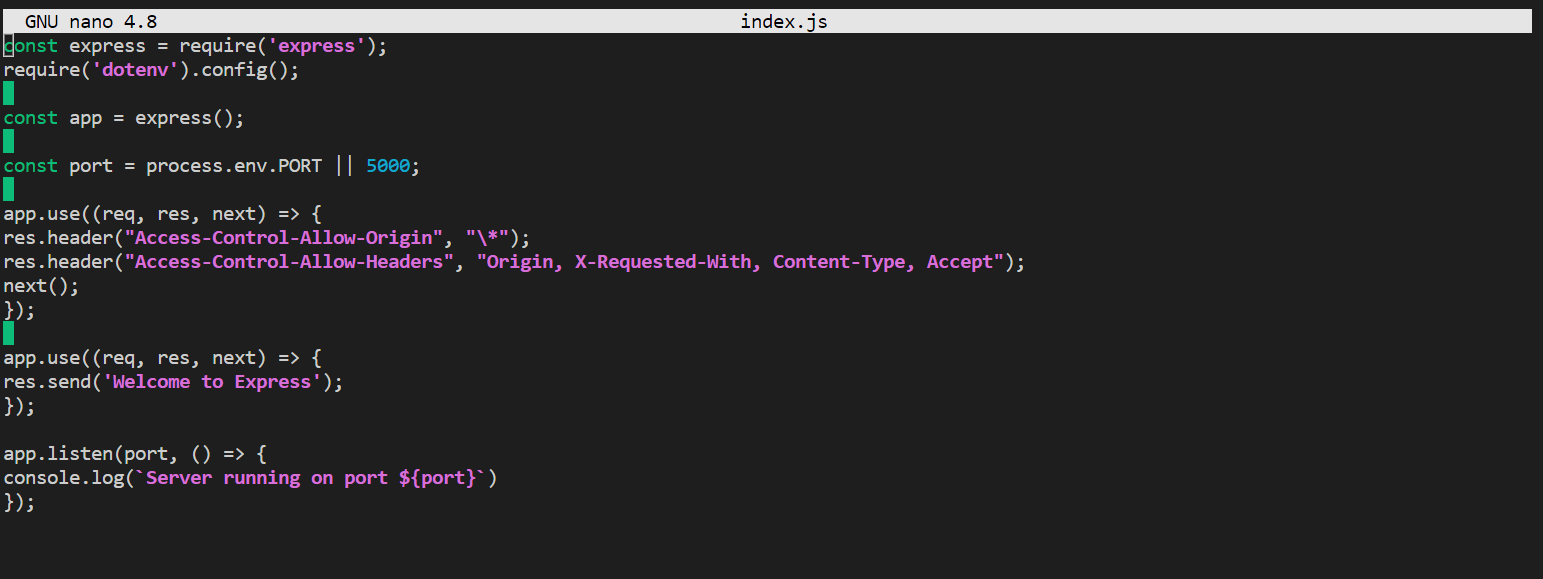 GNU nano 4.8 index.js
const express = require('express');
require('dotenv').config();
const app = express();
const port = process.env.PORT || 5000;
app.use((req, res, next) => {
res.header("Access-Control-Allow-Origin", "\*");
res.header("Access-Control-Allow-Headers", "Origin, X-Requested-With, Content-Type, Accept");
next();
});
app.use((req, res, next) => {
res.send('Welcome to Express');
});
app.listen(port, () => {
console.log(`Server running on port ${port}`)
});